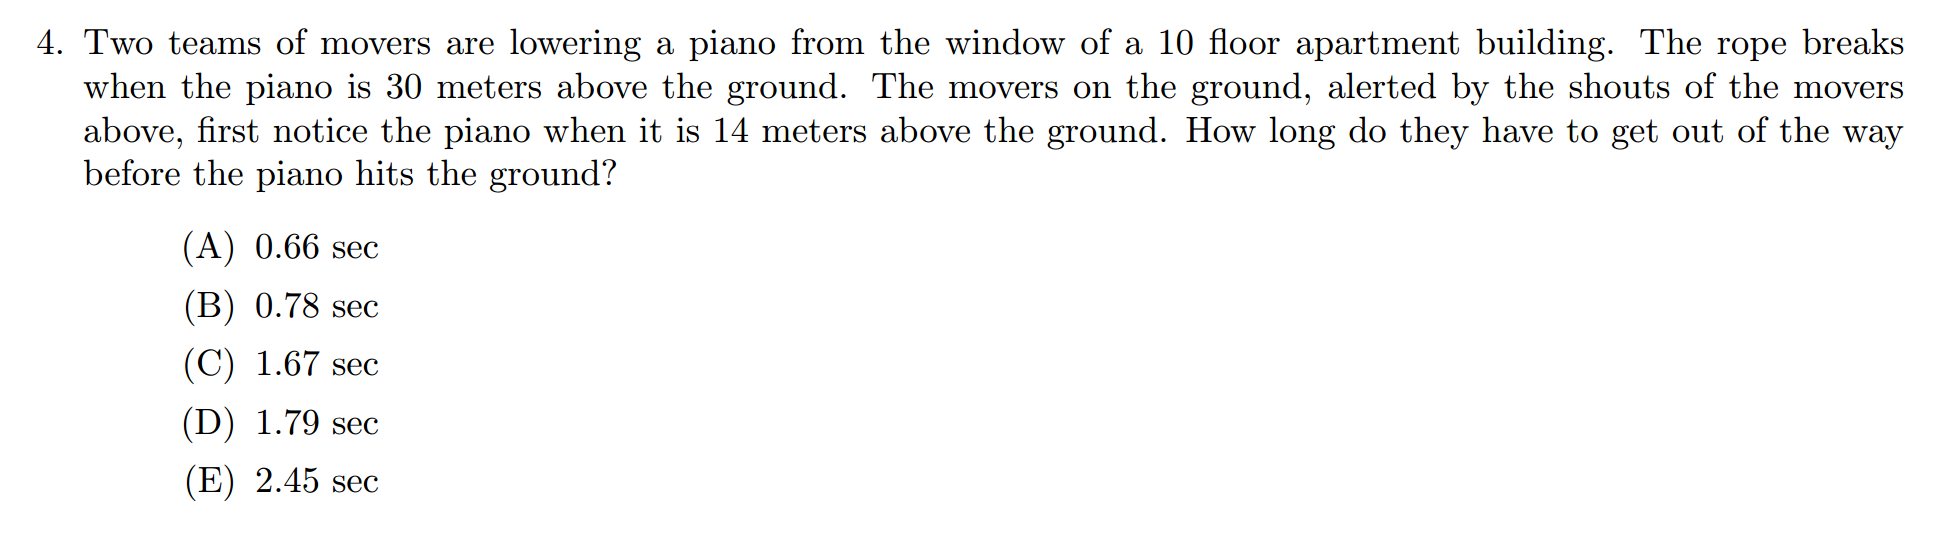 4. Two teams of movers are lowering a piano from the window of a 10 floor apartment building. The rope breaks
when the piano is 30 meters above the ground. The movers on the ground, alerted by the shouts of the movers
above, first notice the piano when it is 14 meters above the ground. How long do they have to get out of the way
before the piano hits the ground?
(A) 0.66 sec
(B) 0.78 sec
(C) 1.67 sec
(D) 1.79 sec
(E) 2.45 sec